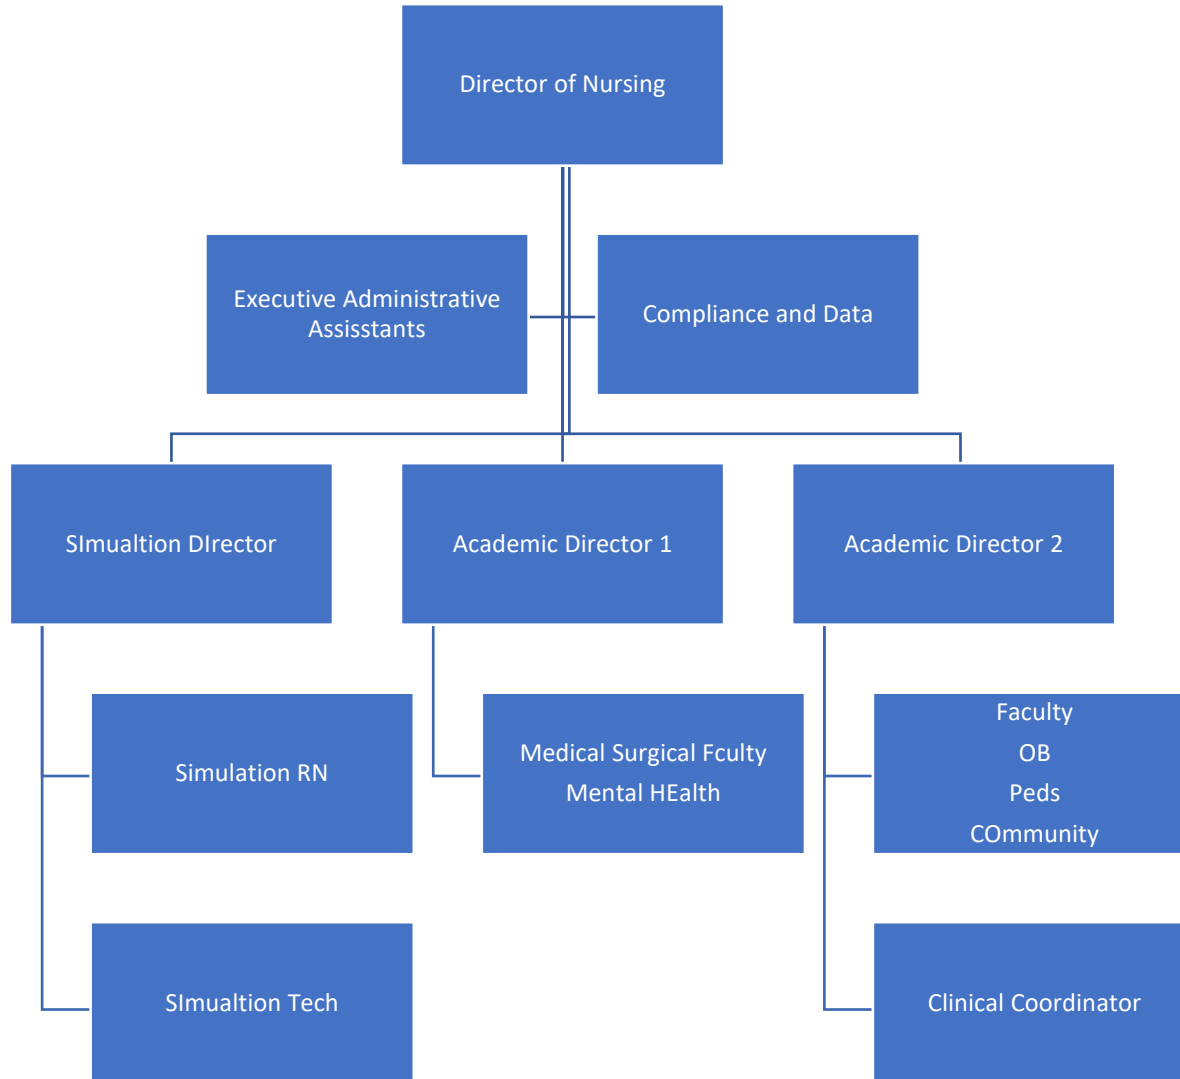 Director of Nursing
Executive Administrative
Assisstants
Compliance and Data
SImualtion DIrector
Academic Director 1
Academic Director 2
Simulation RN
Medical Surgical Fculty
Mental HEalth
Faculty
OB
Peds
COmmunity
SImualtion Tech
Clinical Coordinator